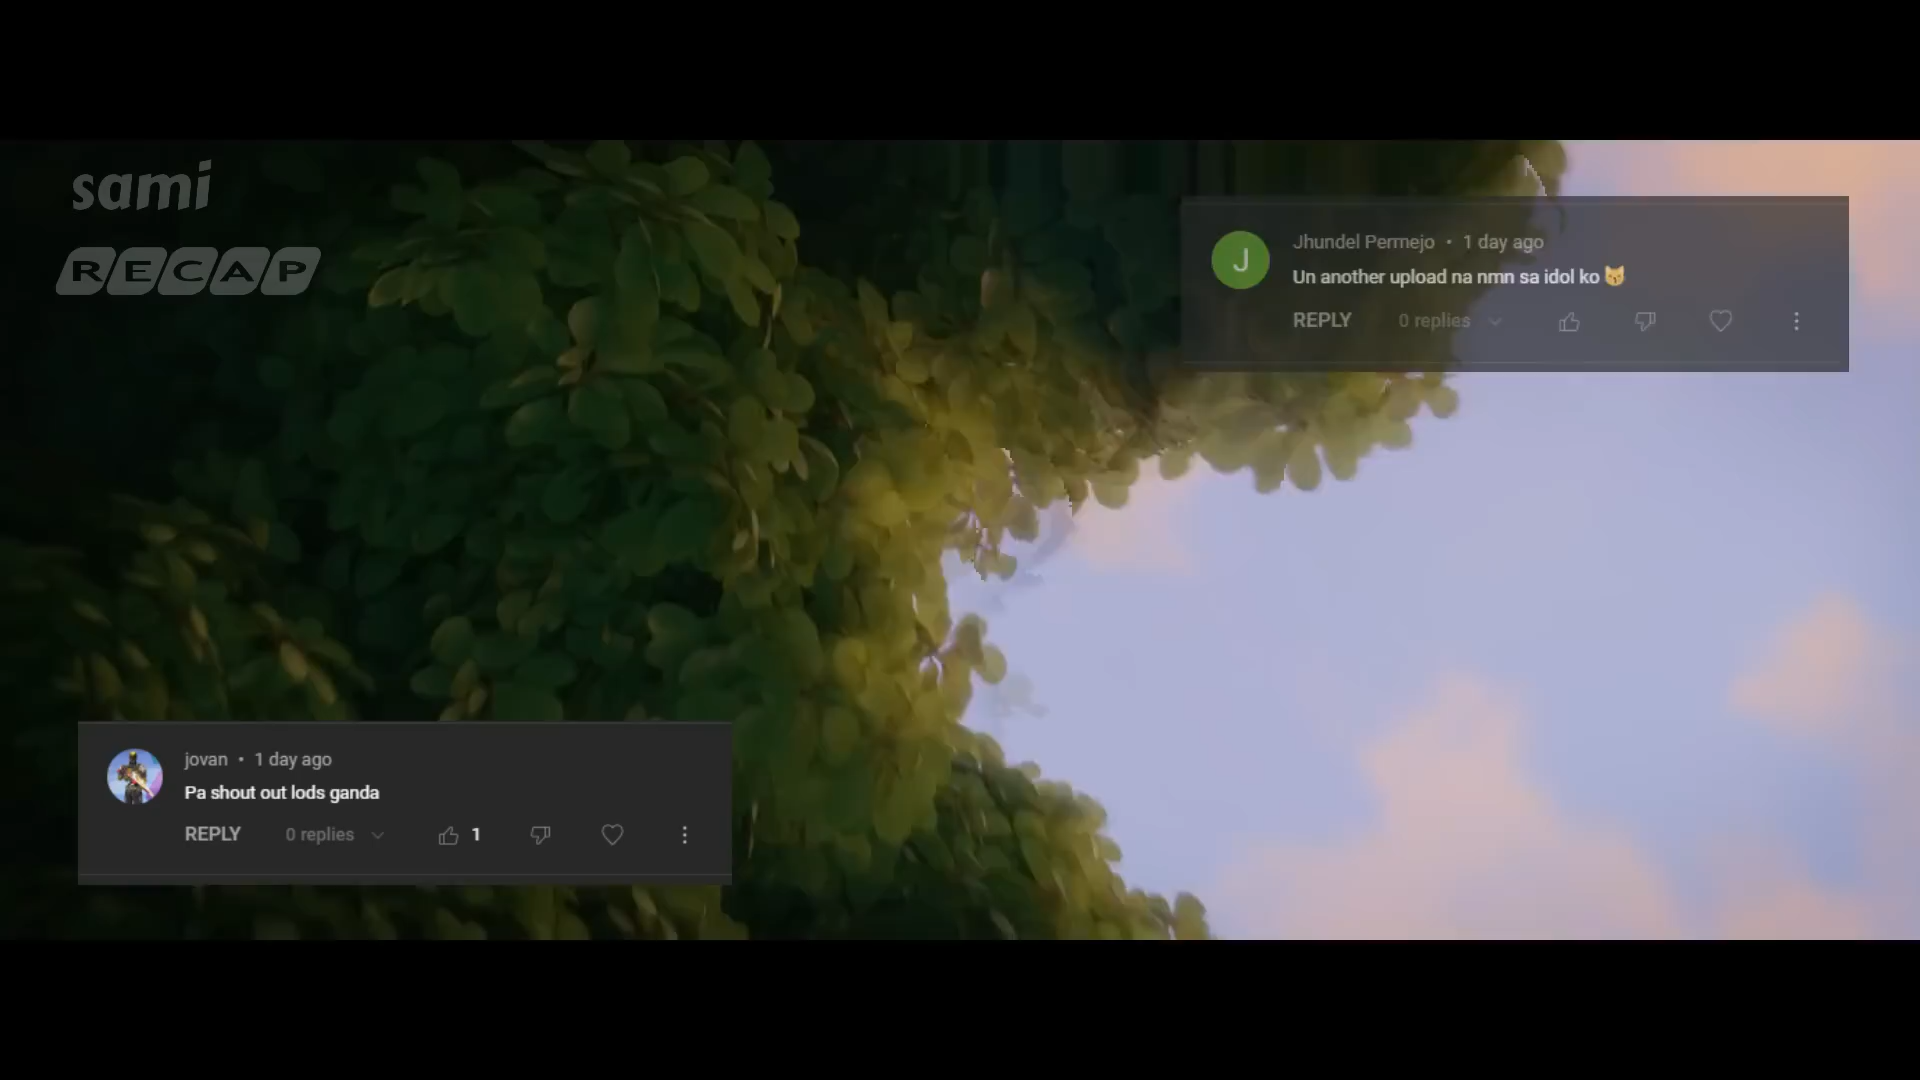 sami
RECAP
Jhundel Permejo • 1 day ago
Un another upload na nmn sa idol ko 😽
REPLY 0 replies
jovan • 1 day ago
Pa shout out lods ganda
REPLY 0 replies 1